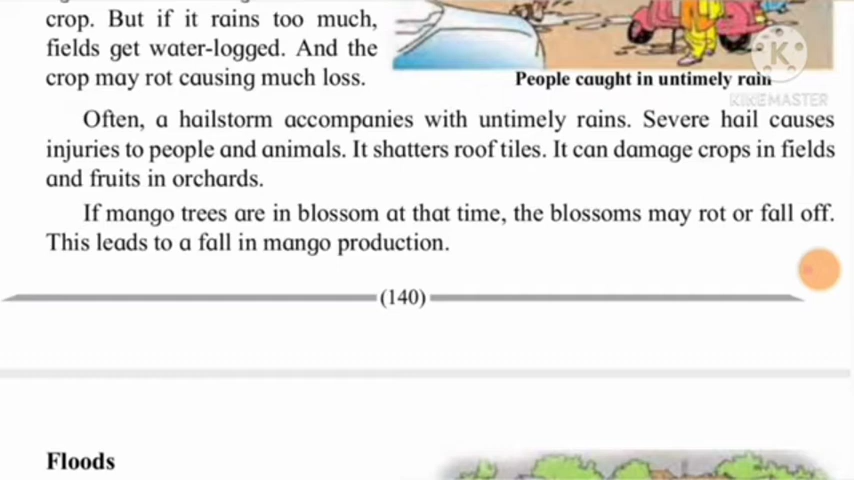 crop. But if it rains too much,
fields get water-logged. And the
crop may rot causing much loss.
People caught in untimely rain
K
KINEMASTER
Often, a hailstorm accompanies with untimely rains. Severe hail causes
injuries to people and animals. It shatters roof tiles. It can damage crops in fields
and fruits in orchards.
If mango trees are in blossom at that time, the blossoms may rot or fall off.
This leads to a fall in mango production.
(140)
Floods